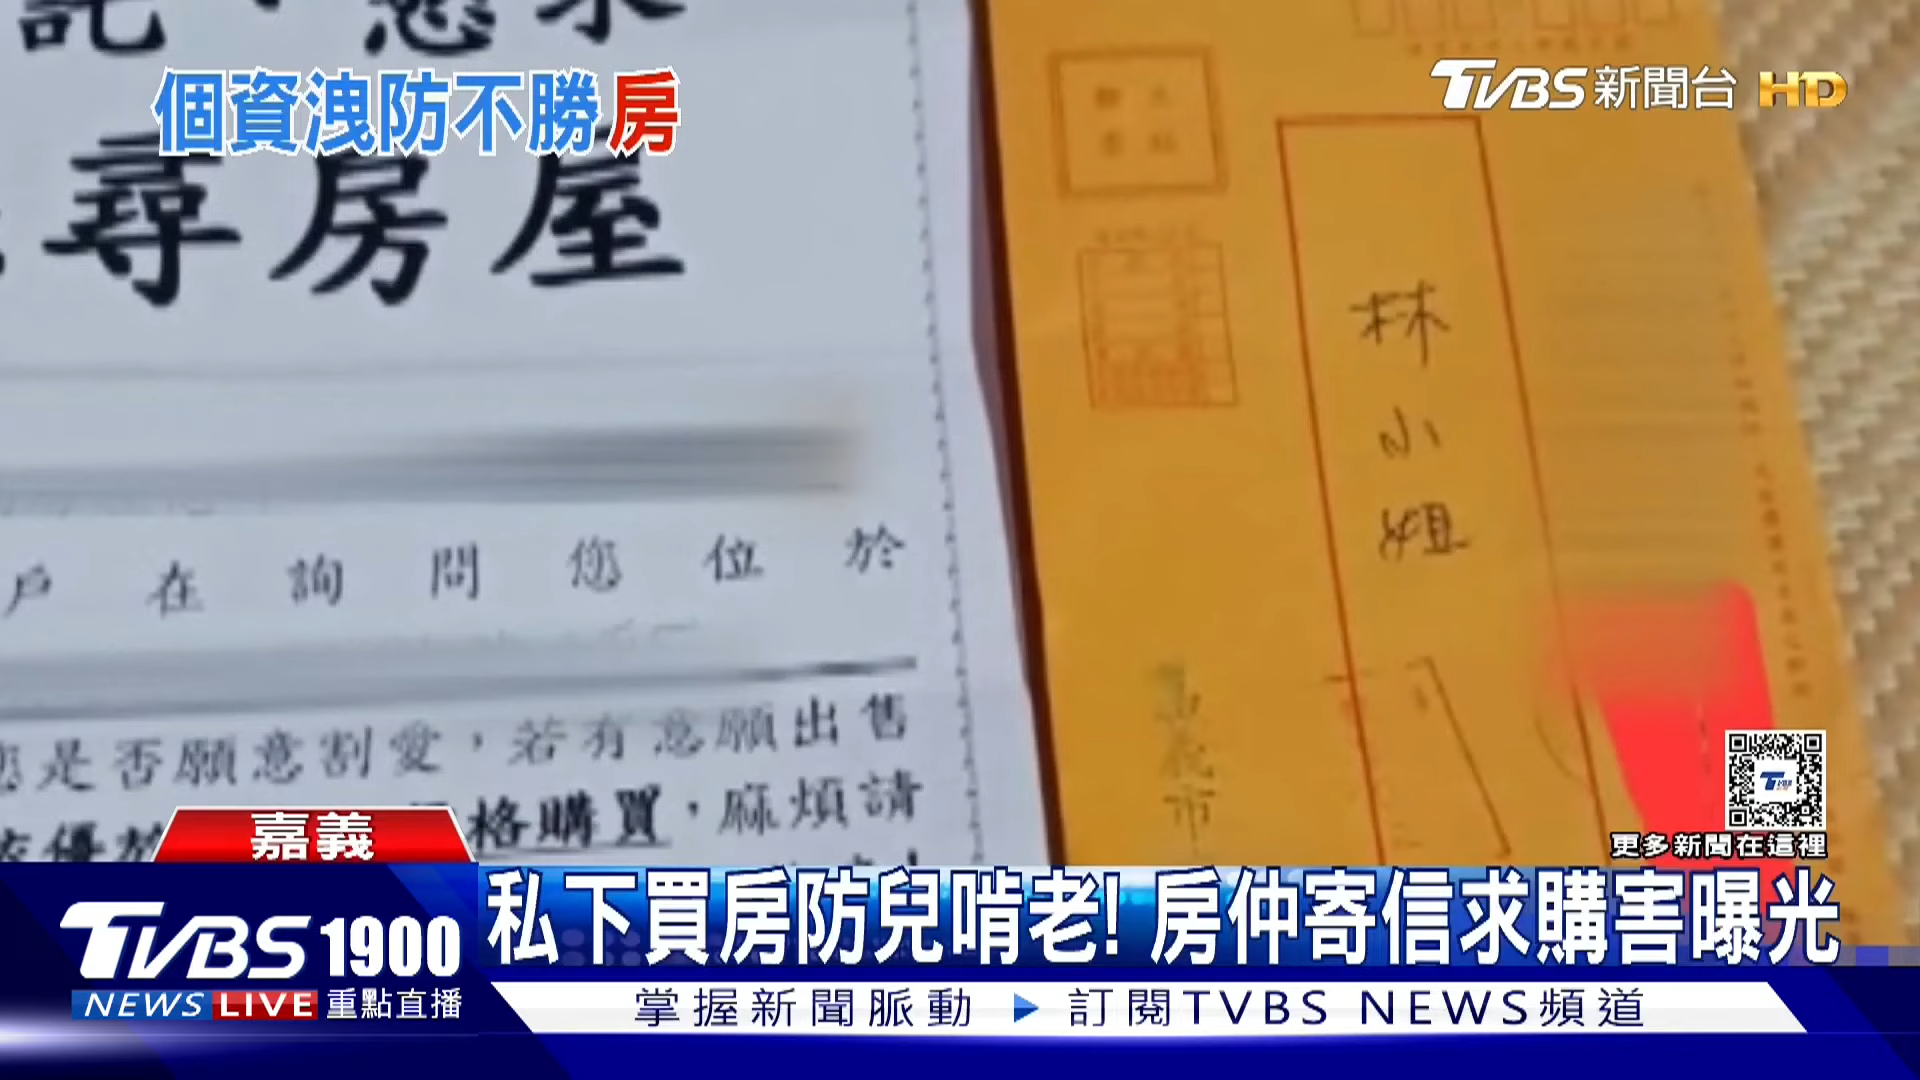 託、懇求
個資洩防不勝房
TVBS新聞台 HD
尋房屋
林小姐
戶在詢問您位於
您是否願意割愛，若有意願出售
格購買，麻煩請
市
嘉義
更多新聞在這裡
私下買房防兒啃老! 房仲寄信求購害曝光
TVBS 1900
NEWS LIVE 重點直播
掌握新聞脈動 ▶ 訂閱TVBS NEWS頻道